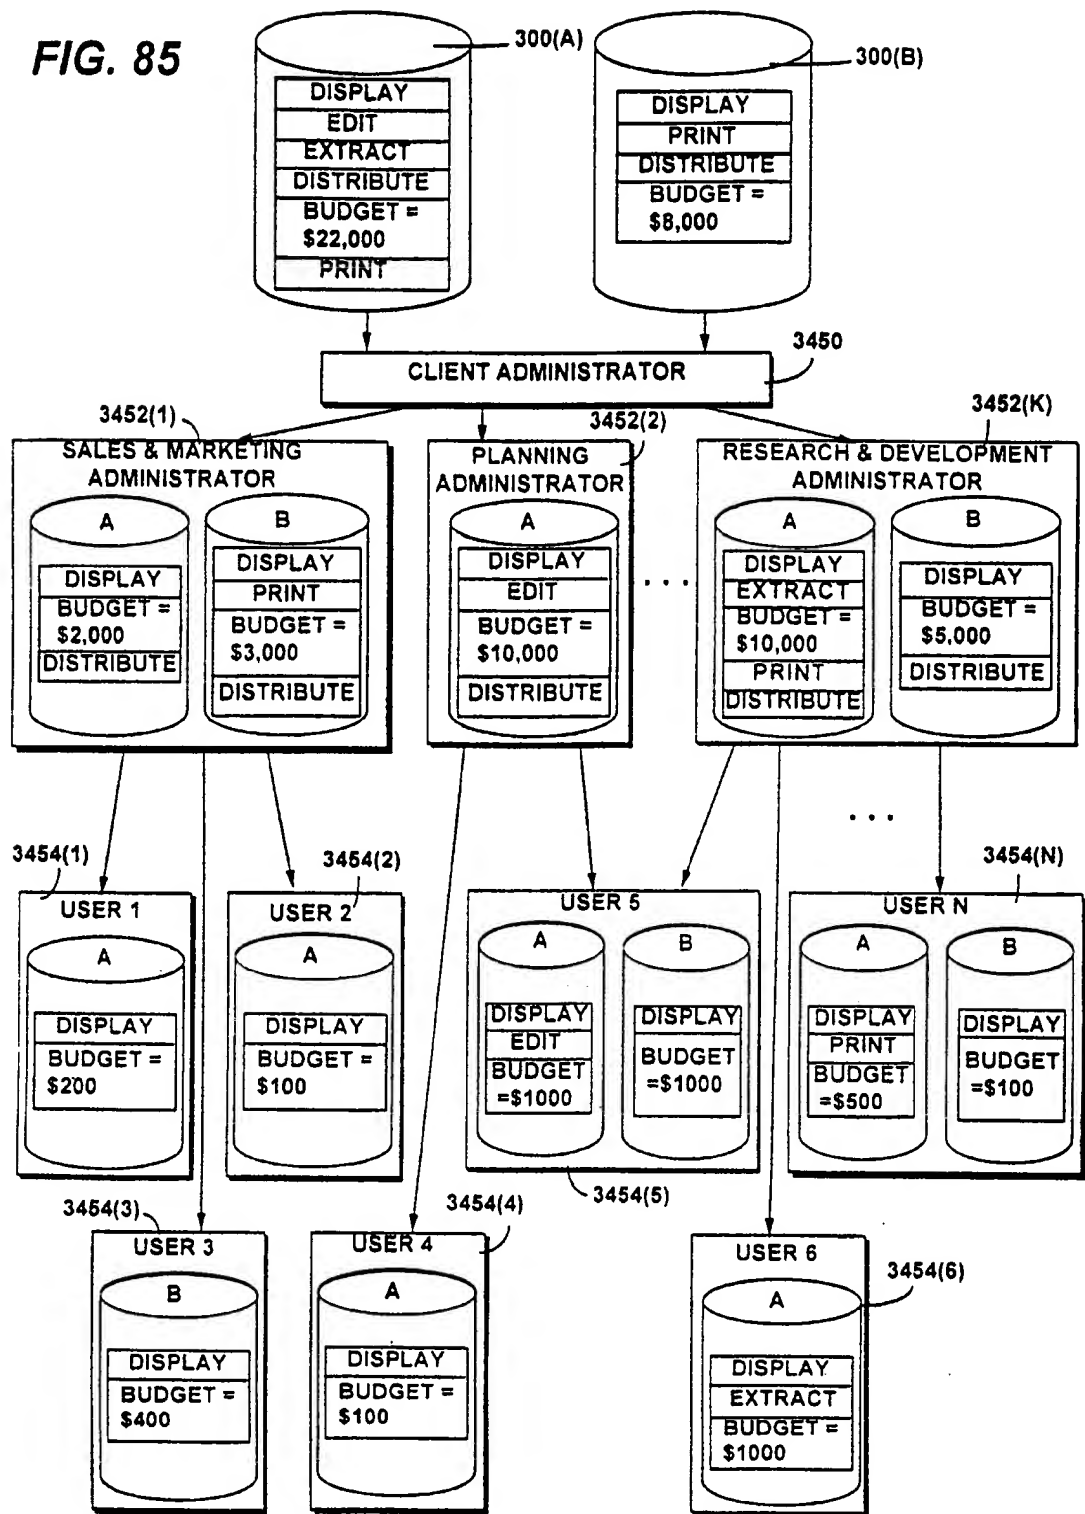 FIG. 85
300(A)
DISPLAY
EDIT
EXTRACT
DISTRIBUTE
BUDGET =
$22,000
PRINT
300(B)
DISPLAY
PRINT
DISTRIBUTE
BUDGET =
$8,000
3450
CLIENT ADMINISTRATOR
3452(1)
SALES & MARKETING
ADMINISTRATOR
A
DISPLAY
BUDGET =
$2,000
DISTRIBUTE
B
DISPLAY
PRINT
BUDGET =
$3,000
DISTRIBUTE
3452(2)
PLANNING
ADMINISTRATOR
A
DISPLAY
EDIT
BUDGET =
$10,000
DISTRIBUTE
. . .
3452(K)
RESEARCH & DEVELOPMENT
ADMINISTRATOR
A
DISPLAY
EXTRACT
BUDGET =
$10,000
PRINT
DISTRIBUTE
B
DISPLAY
BUDGET =
$5,000
DISTRIBUTE
. . .
3454(1)
USER 1
A
DISPLAY
BUDGET =
$200
3454(2)
USER 2
A
DISPLAY
BUDGET =
$100
USER 5
A
DISPLAY
EDIT
BUDGET
=$1000
B
DISPLAY
BUDGET
=$1000
3454(5)
3454(N)
USER N
A
DISPLAY
PRINT
BUDGET
=$500
B
DISPLAY
BUDGET
=$100
3454(3)
USER 3
B
DISPLAY
BUDGET =
$400
3454(4)
USER 4
A
DISPLAY
BUDGET =
$100
USER 6
3454(6)
A
DISPLAY
EXTRACT
BUDGET =
$1000